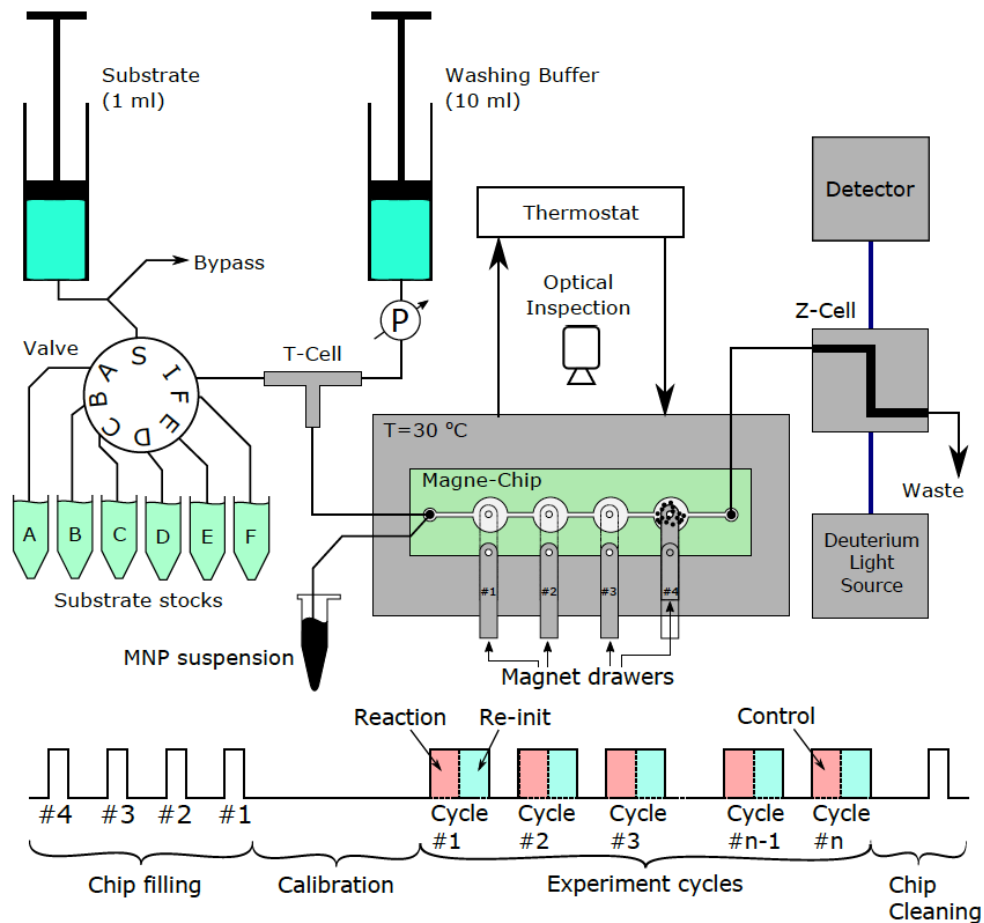 Substrate
(1 ml)
Washing Buffer
(10 ml)
Detector
Thermostat
Bypass
Optical
Inspection
Z-Cell
P
Valve
T-Cell
S
I
F
E
D
C
B
A
T=30 °C
Magne-Chip
Waste
A
B
C
D
E
F
Substrate stocks
#1
#2
#3
#4
Deuterium
Light
Source
MNP suspension
Magnet drawers
Reaction
Re-init
Control
#4
#3
#2
#1
Cycle
#1
Cycle
#2
Cycle
#3
Cycle
#n-1
Cycle
#n
Chip filling
Calibration
Experiment cycles
Chip
Cleaning